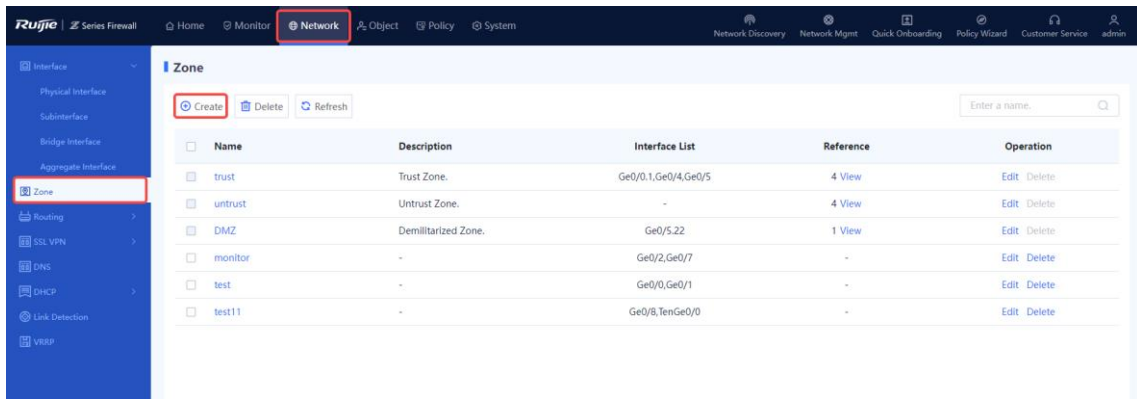 Ruijie | Z Series Firewall Home Monitor Network Object Policy System Network Discovery Network Mgmt Quick Onboarding Policy Wizard Customer Service admin
Interface
Physical Interface
Subinterface
Bridge Interface
Aggregate Interface
Zone
Routing
SSL VPN
DNS
DHCP
Link Detection
VRRP
Zone
Create Delete Refresh Enter a name.
Name Description Interface List Reference Operation
trust Trust Zone. Ge0/0.1,Ge0/4,Ge0/5 4 View Edit Delete
untrust Untrust Zone. - 4 View Edit Delete
DMZ Demilitarized Zone. Ge0/5.22 1 View Edit Delete
monitor - Ge0/2,Ge0/7 - Edit Delete
test - Ge0/0,Ge0/1 - Edit Delete
test11 - Ge0/8,TenGe0/0 - Edit Delete